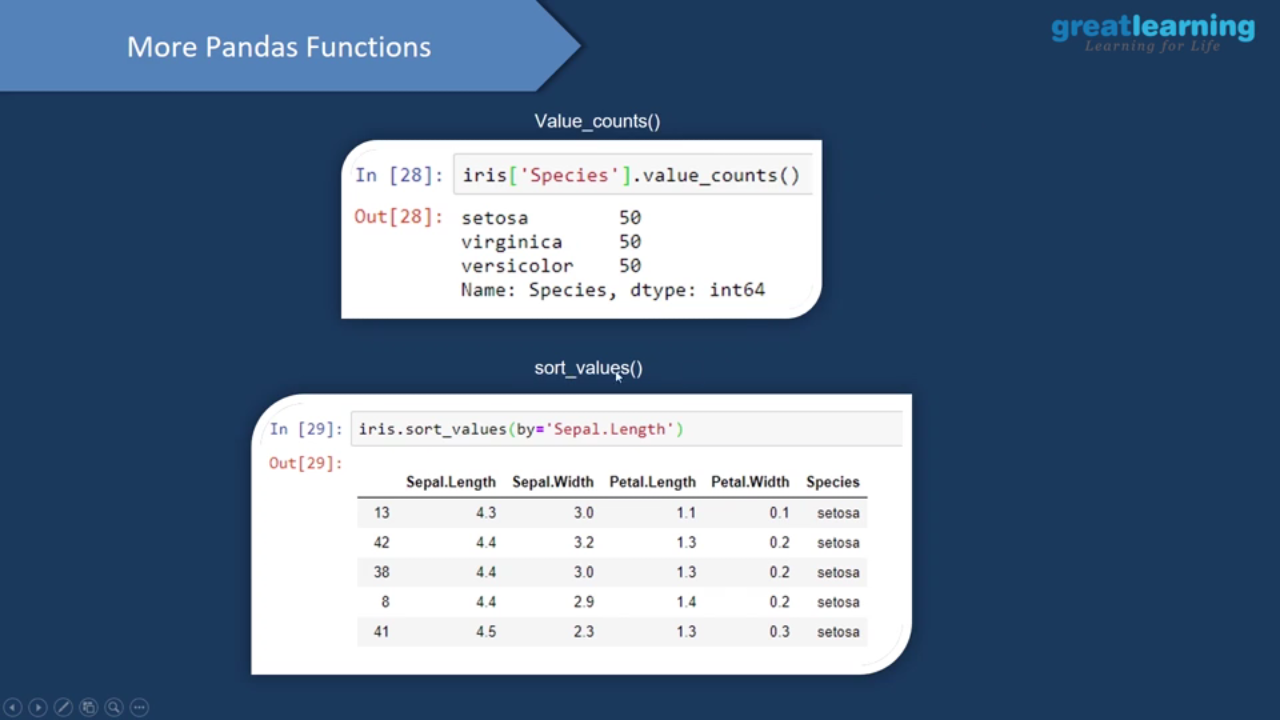 More Pandas Functions
greatlearning
Learning for Life
Value_counts()
In [28]: iris['Species'].value_counts()
Out[28]: setosa 50
virginica 50
versicolor 50
Name: Species, dtype: int64
sort_values()
In [29]: iris.sort_values(by='Sepal.Length')
Out[29]:
Sepal.Length Sepal.Width Petal.Length Petal.Width Species
13 4.3 3.0 1.1 0.1 setosa
42 4.4 3.2 1.3 0.2 setosa
38 4.4 3.0 1.3 0.2 setosa
8 4.4 2.9 1.4 0.2 setosa
41 4.5 2.3 1.3 0.3 setosa